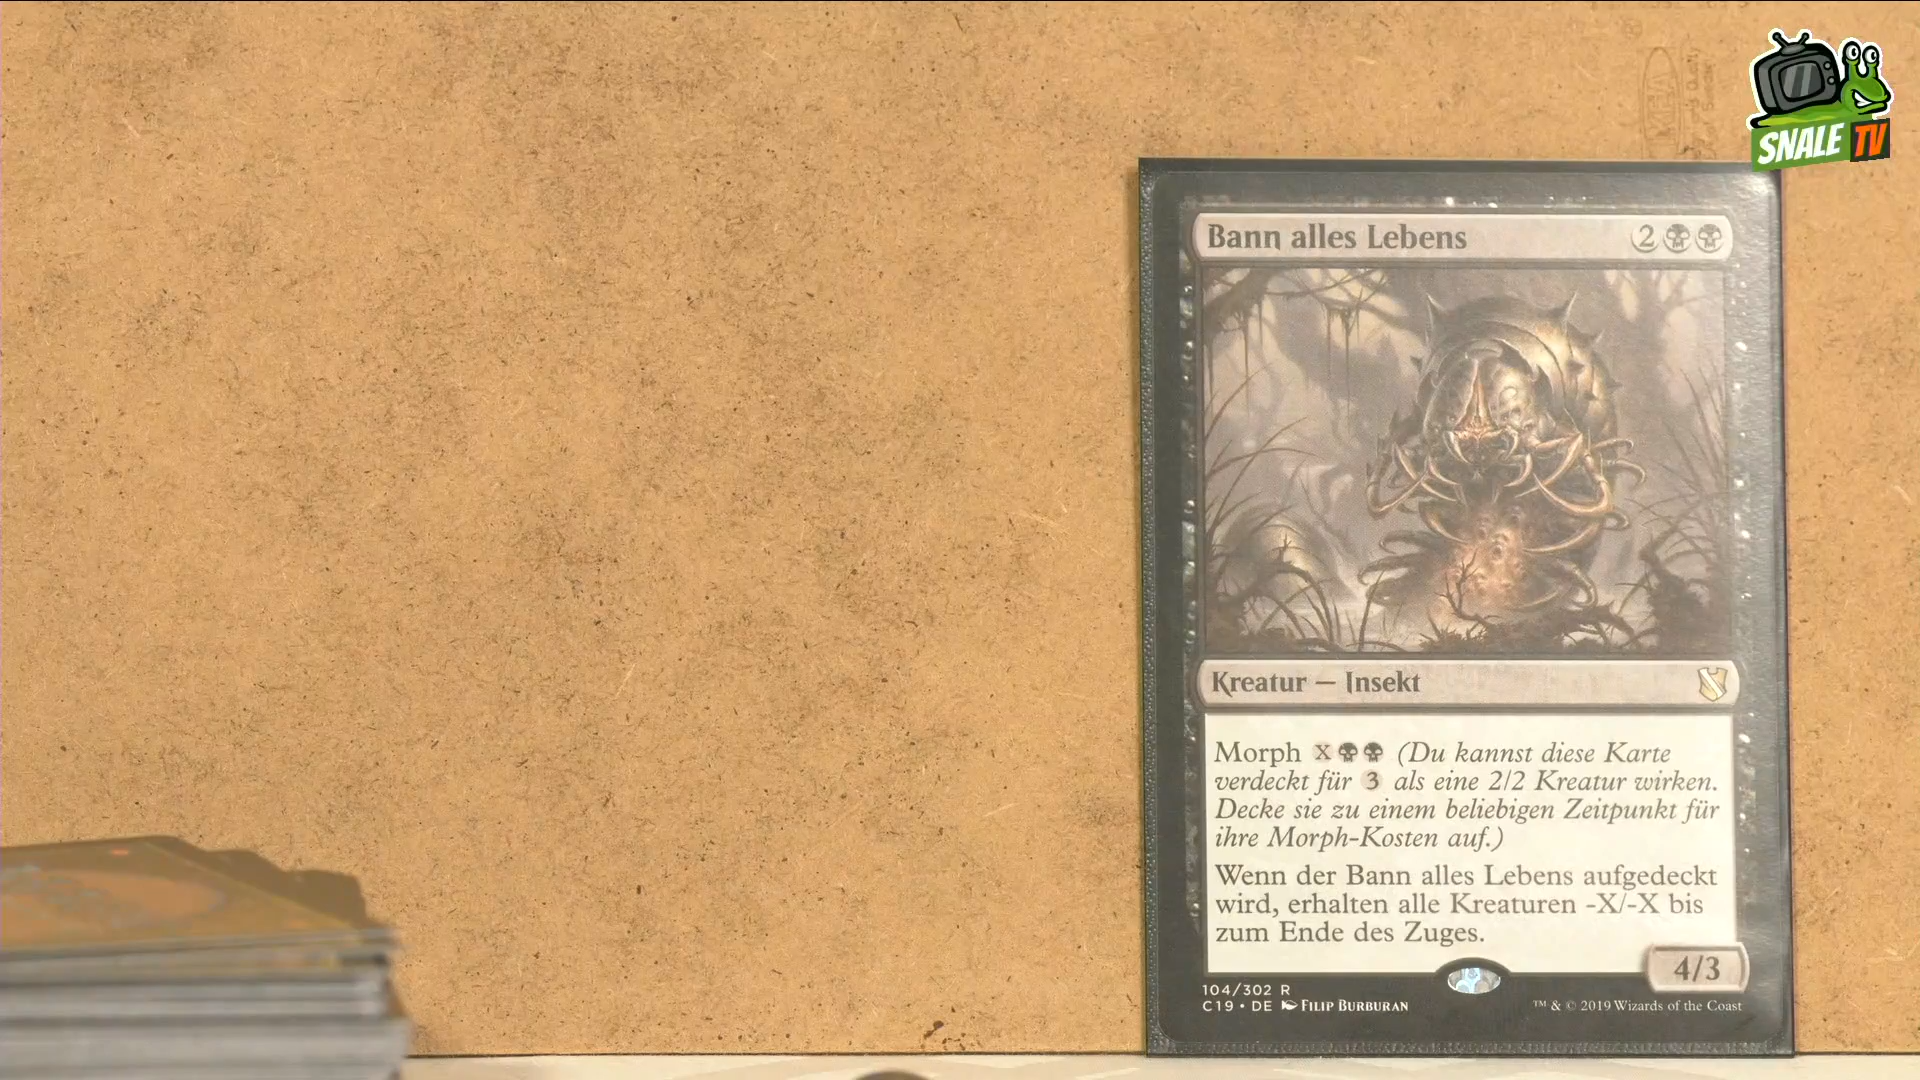 SNALE TV
Bann alles Lebens 2
Kreatur — Insekt
Morph X (Du kannst diese Karte
verdeckt für 3 als eine 2/2 Kreatur wirken.
Decke sie zu einem beliebigen Zeitpunkt für
ihre Morph-Kosten auf.)
Wenn der Bann alles Lebens aufgedeckt
wird, erhalten alle Kreaturen -X/-X bis
zum Ende des Zuges.
4/3
104/302 R
C19 • DE FILIP BURBURAN
™ & © 2019 Wizards of the Coast